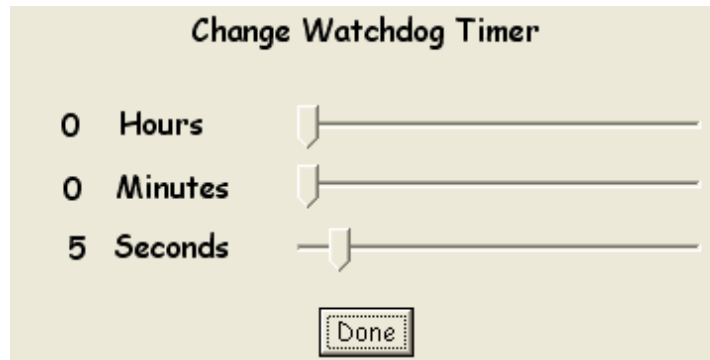 Change Watchdog Timer
0 Hours
0 Minutes
5 Seconds
Done